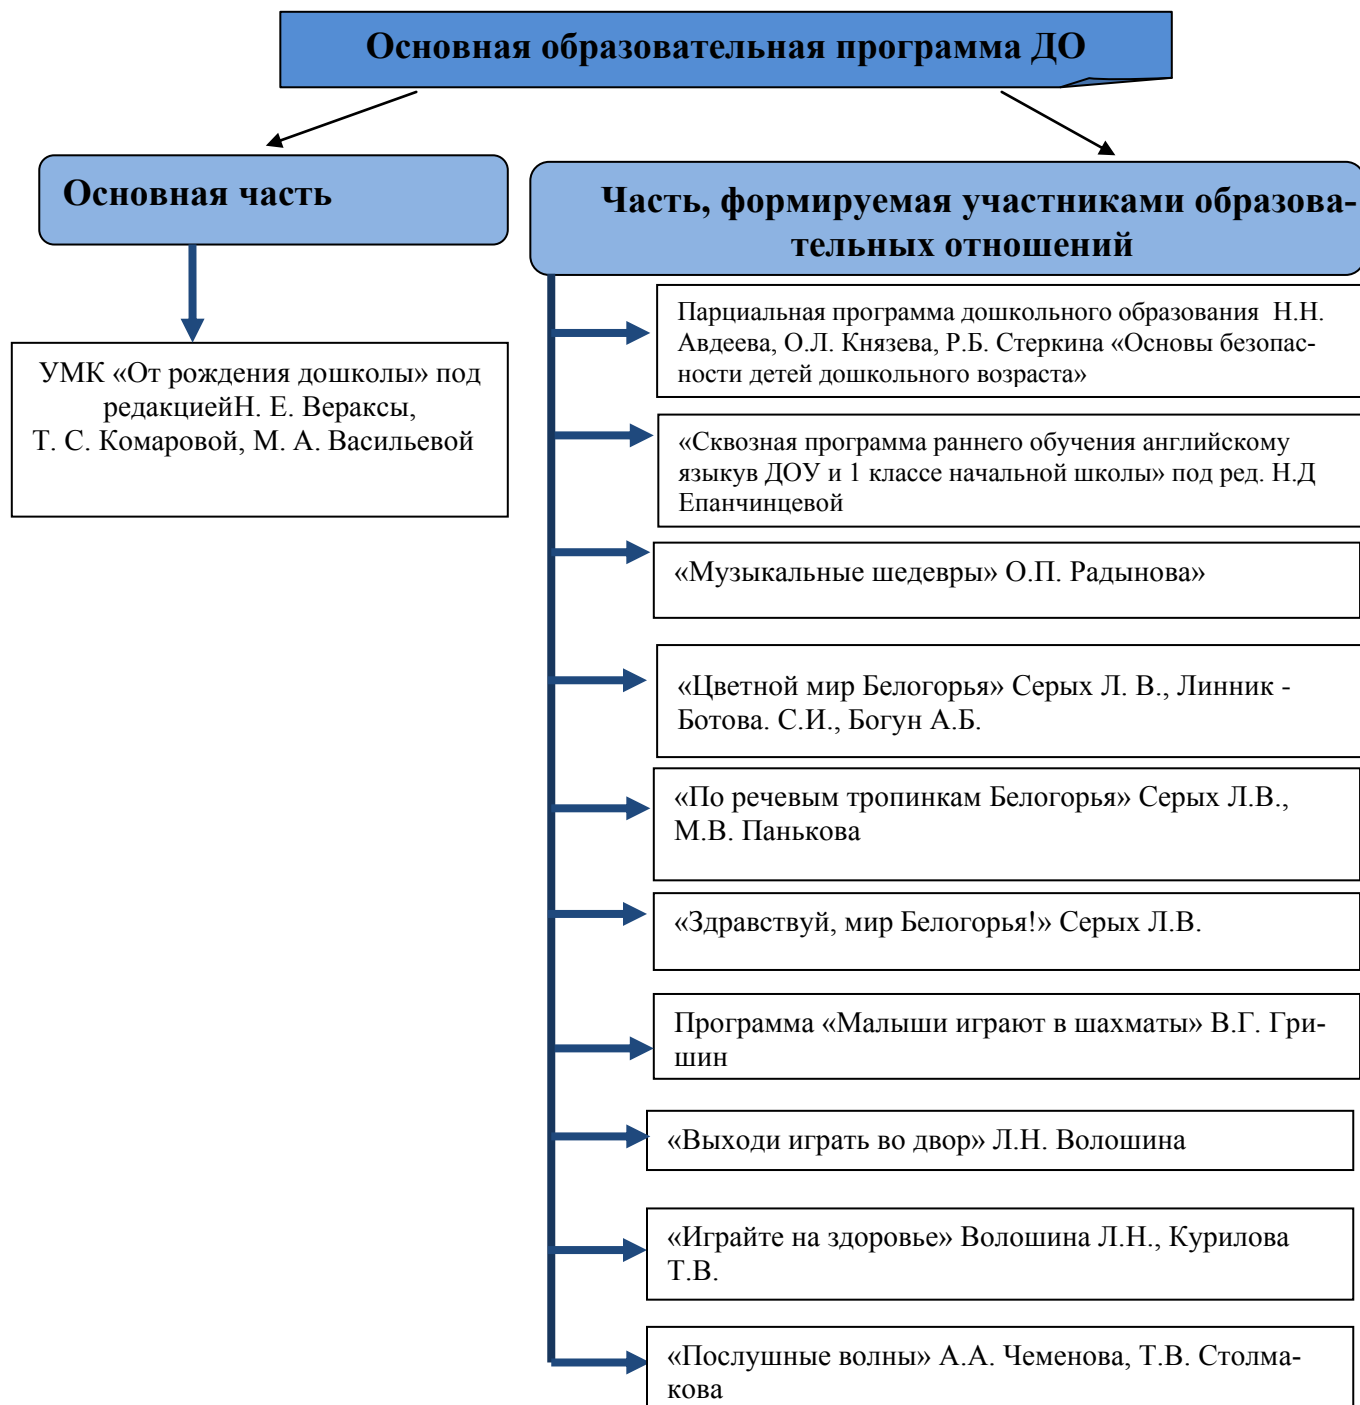 Основная образовательная программа ДО
Основная часть
Часть, формируемая участниками образова-
тельных отношений
УМК «От рождения дошколы» под
редакциейН. Е. Вераксы,
Т. С. Комаровой, М. А. Васильевой
Парциальная программа дошкольного образования Н.Н.
Авдеева, О.Л. Князева, Р.Б. Стеркина «Основы безопас-
ности детей дошкольного возраста»
«Сквозная программа раннего обучения английскому
языкув ДОУ и 1 классе начальной школы» под ред. Н.Д
Епанчинцевой
«Музыкальные шедевры» О.П. Радынова»
«Цветной мир Белогорья» Серых Л. В., Линник -
Ботова. С.И., Богун А.Б.
«По речевым тропинкам Белогорья» Серых Л.В.,
М.В. Панькова
«Здравствуй, мир Белогорья!» Серых Л.В.
Программа «Малыши играют в шахматы» В.Г. Гри-
шин
«Выходи играть во двор» Л.Н. Волошина
«Играйте на здоровье» Волошина Л.Н., Курилова
Т.В.
«Послушные волны» А.А. Чеменова, Т.В. Столма-
кова